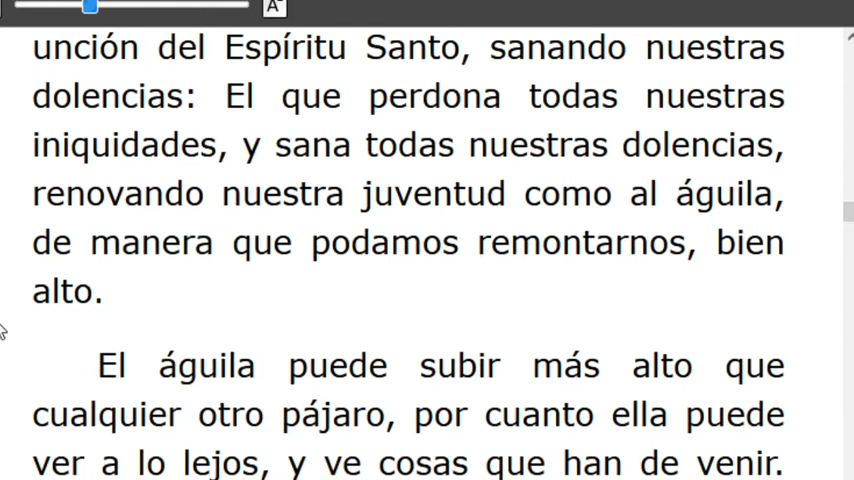 A
unción del Espíritu Santo, sanando nuestras
dolencias: El que perdona todas nuestras
iniquidades, y sana todas nuestras dolencias,
renovando nuestra juventud como al águila,
de manera que podamos remontarnos, bien
alto.
El águila puede subir más alto que
cualquier otro pájaro, por cuanto ella puede
ver a lo lejos, y ve cosas que han de venir.